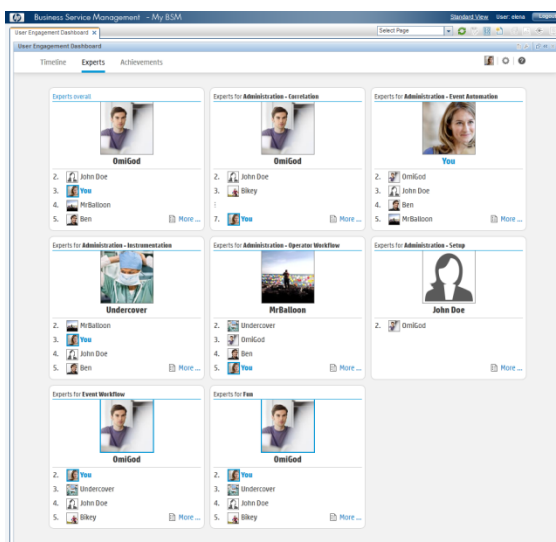 hp Business Service Management - My BSM
Standard View User: elena Logout
User Engagement Dashboard X
Select Page
User Engagement Dashboard
Timeline Experts Achievements
Experts overall
OmiGod
2. John Doe
3. You
4. MrBalloon
5. Ben
More ...
Experts for Administration - Correlation
OmiGod
2. John Doe
3. Bikey
⋮
7. You
More ...
Experts for Administration - Event Automation
You
2. OmiGod
3. John Doe
4. Ben
5. MrBalloon
More ...
Experts for Administration - Instrumentation
Undercover
2. MrBalloon
3. You
4. John Doe
5. Ben
More ...
Experts for Administration - Operator Workflow
MrBalloon
2. Undercover
3. OmiGod
4. Ben
5. You
More ...
Experts for Administration - Setup
John Doe
2. OmiGod
More ...
Experts for Event Workflow
OmiGod
2. You
3. Undercover
4. John Doe
5. Bikey
More ...
Experts for Fun
OmiGod
2. You
3. Undercover
4. John Doe
5. Bikey
More ...